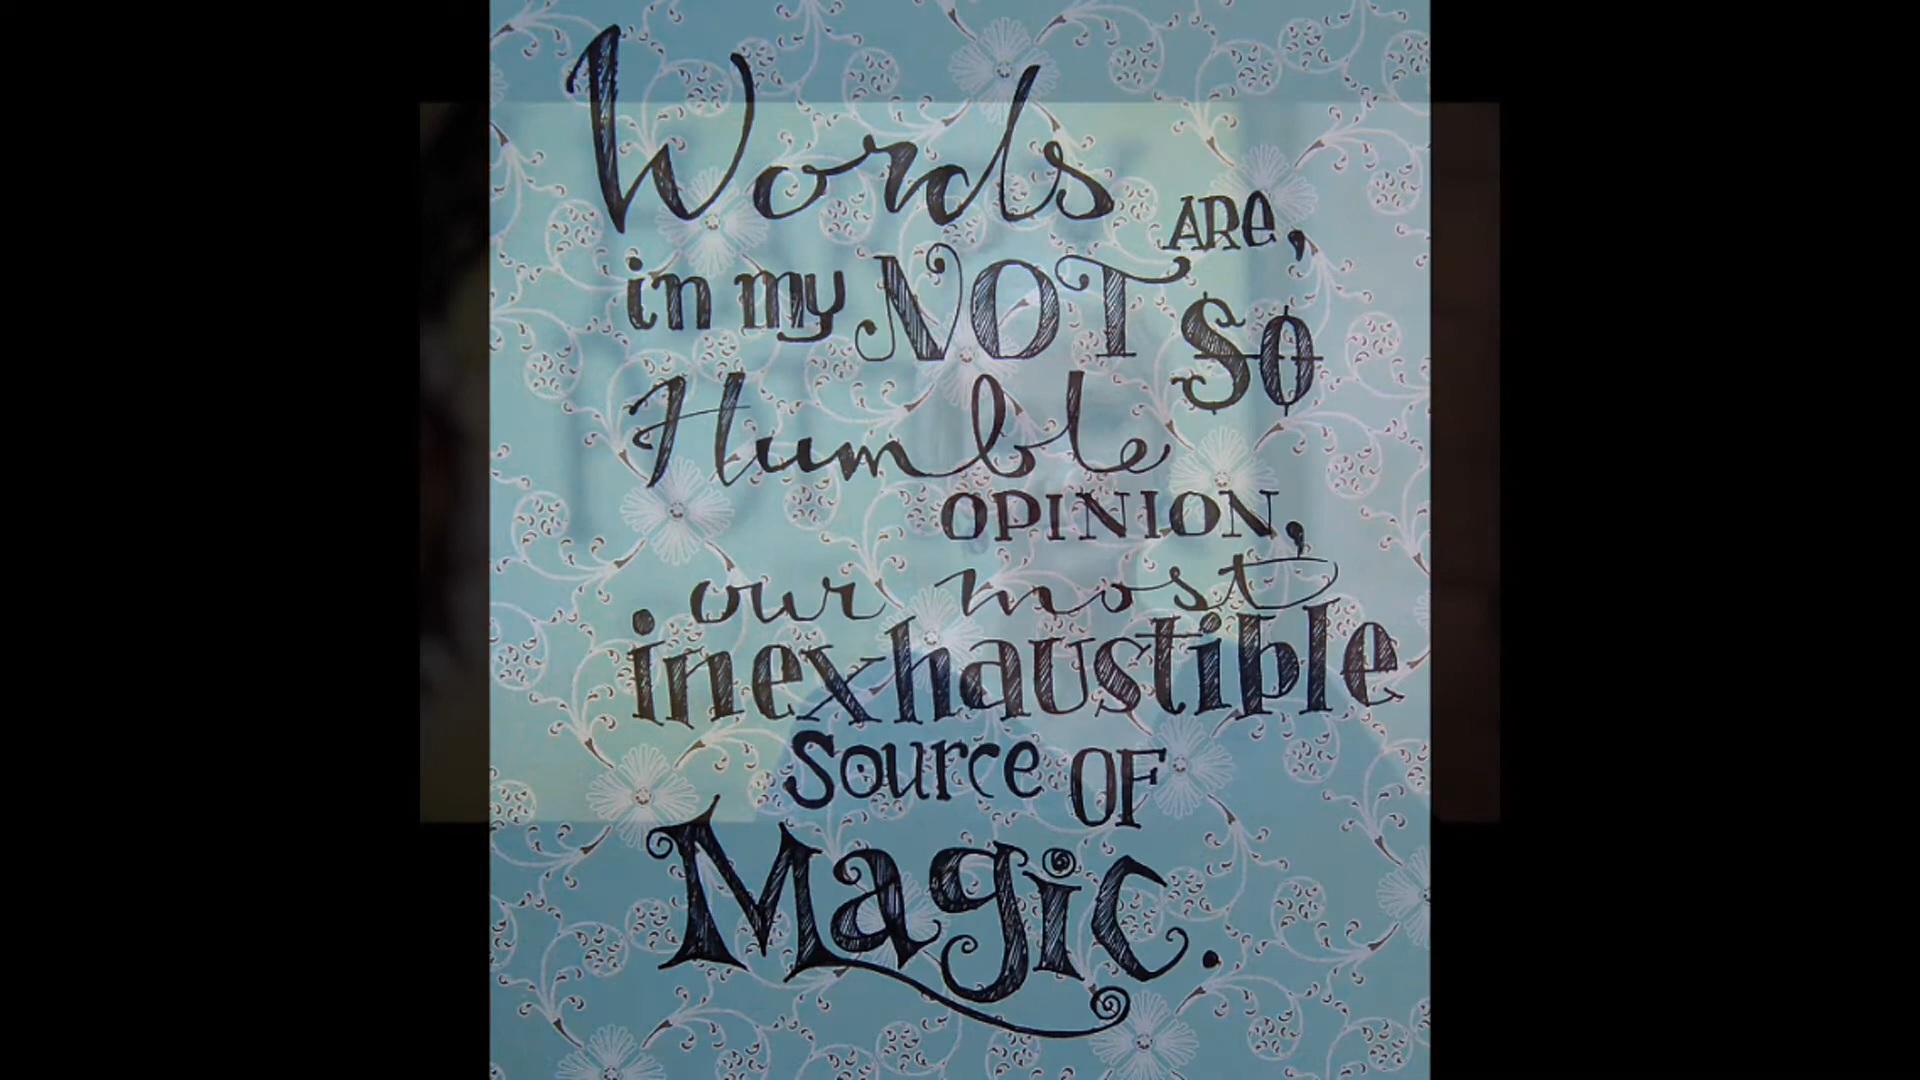 Words ARe,
in my NOT SO
Humble
OPINION,
our most
inexhaustible
Source OF
Magic.